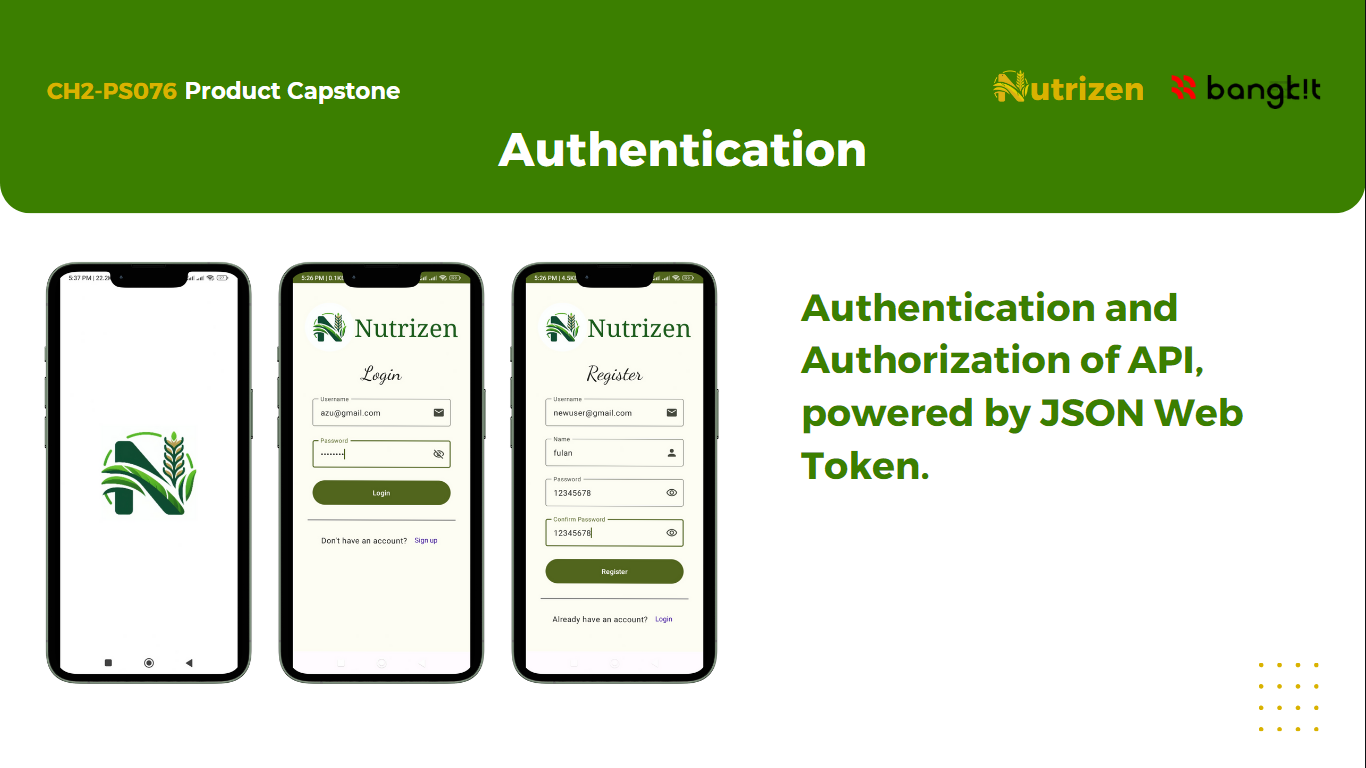 CH2-PS076 Product Capstone
Nutrizen
bangk!t
Authentication
5:37 PM | 22.2
5:26 PM | 0.1K
Nutrizen
Login
Username
azu@gmail.com
Password
Login
Don't have an account? Sign up
5:26 PM | 4.5K
Nutrizen
Register
Username
newuser@gmail.com
Name
fulan
Password
12345678
Confirm Password
12345678
Register
Already have an account? Login
Authentication and
Authorization of API,
powered by JSON Web
Token.